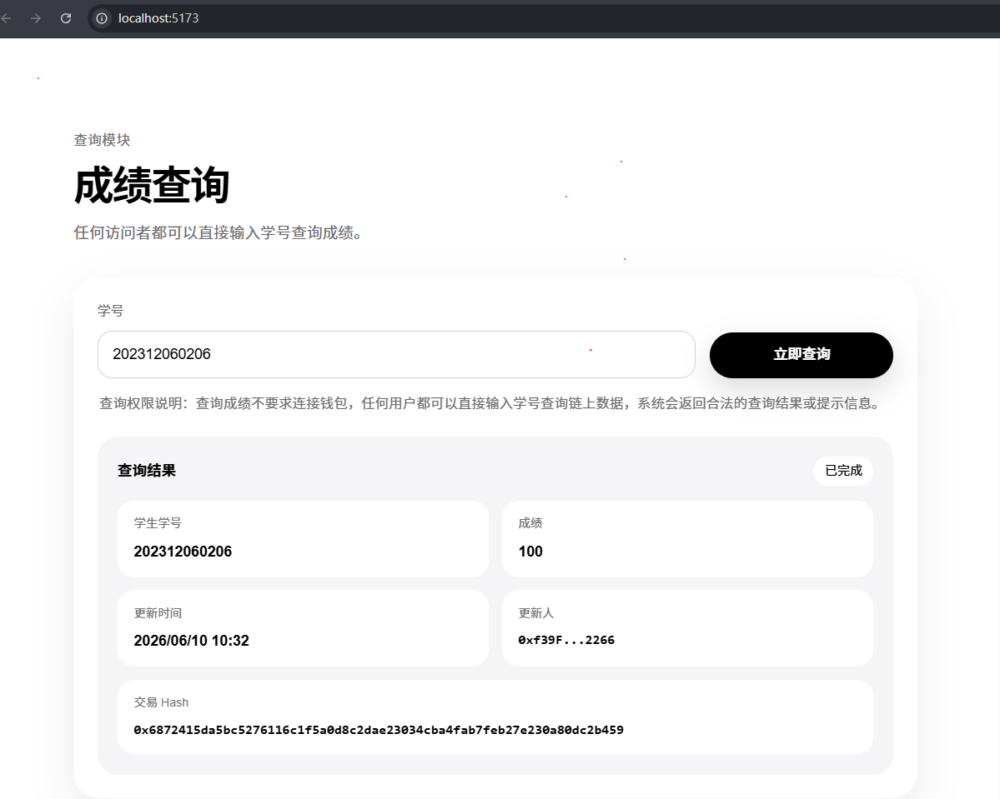 localhost:5173
查询模块
成绩查询
任何访问者都可以直接输入学号查询成绩。
学号
202312060206
立即查询
查询权限说明：查询成绩不要求连接钱包，任何用户都可以直接输入学号查询链上数据，系统会返回合法的查询结果或提示信息。
查询结果
已完成
学生学号
202312060206
成绩
100
更新时间
2026/06/10 10:32
更新人
0xf39F...2266
交易 Hash
0x6872415da5bc5276116c1f5a0d8c2dae23034cba4fab7feb27e230a80dc2b459